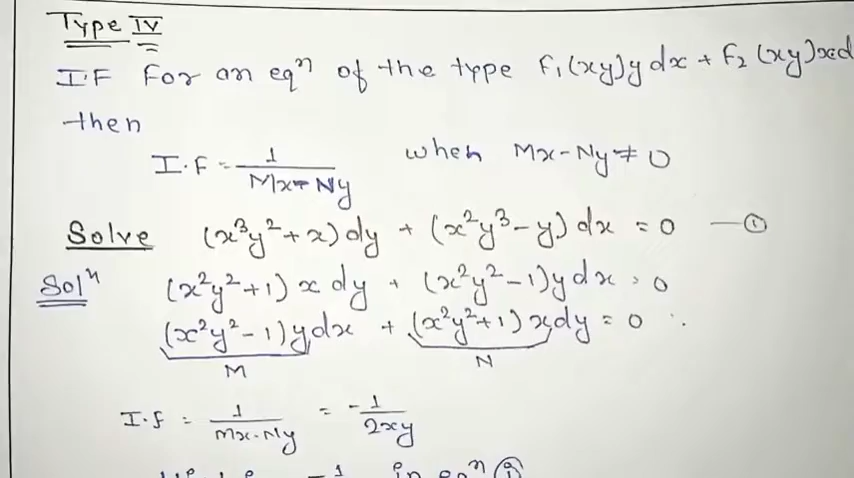 Type IV
I.F For an eqⁿ of the type F₁(xy)y dx + F₂(xy)xd
then
I.F = 1/(Mx-Ny) when Mx-Ny≠0
Solve (x³y²+x)dy + (x²y³-y)dx = 0 —①
Solⁿ (x²y²+1)x dy + (x²y²-1)y dx = 0
(x²y²-1)y dx + (x²y²+1)x dy = 0
M N
I.f = 1/(Mx-Ny) = -1/(2xy)
-1 in eqⁿ